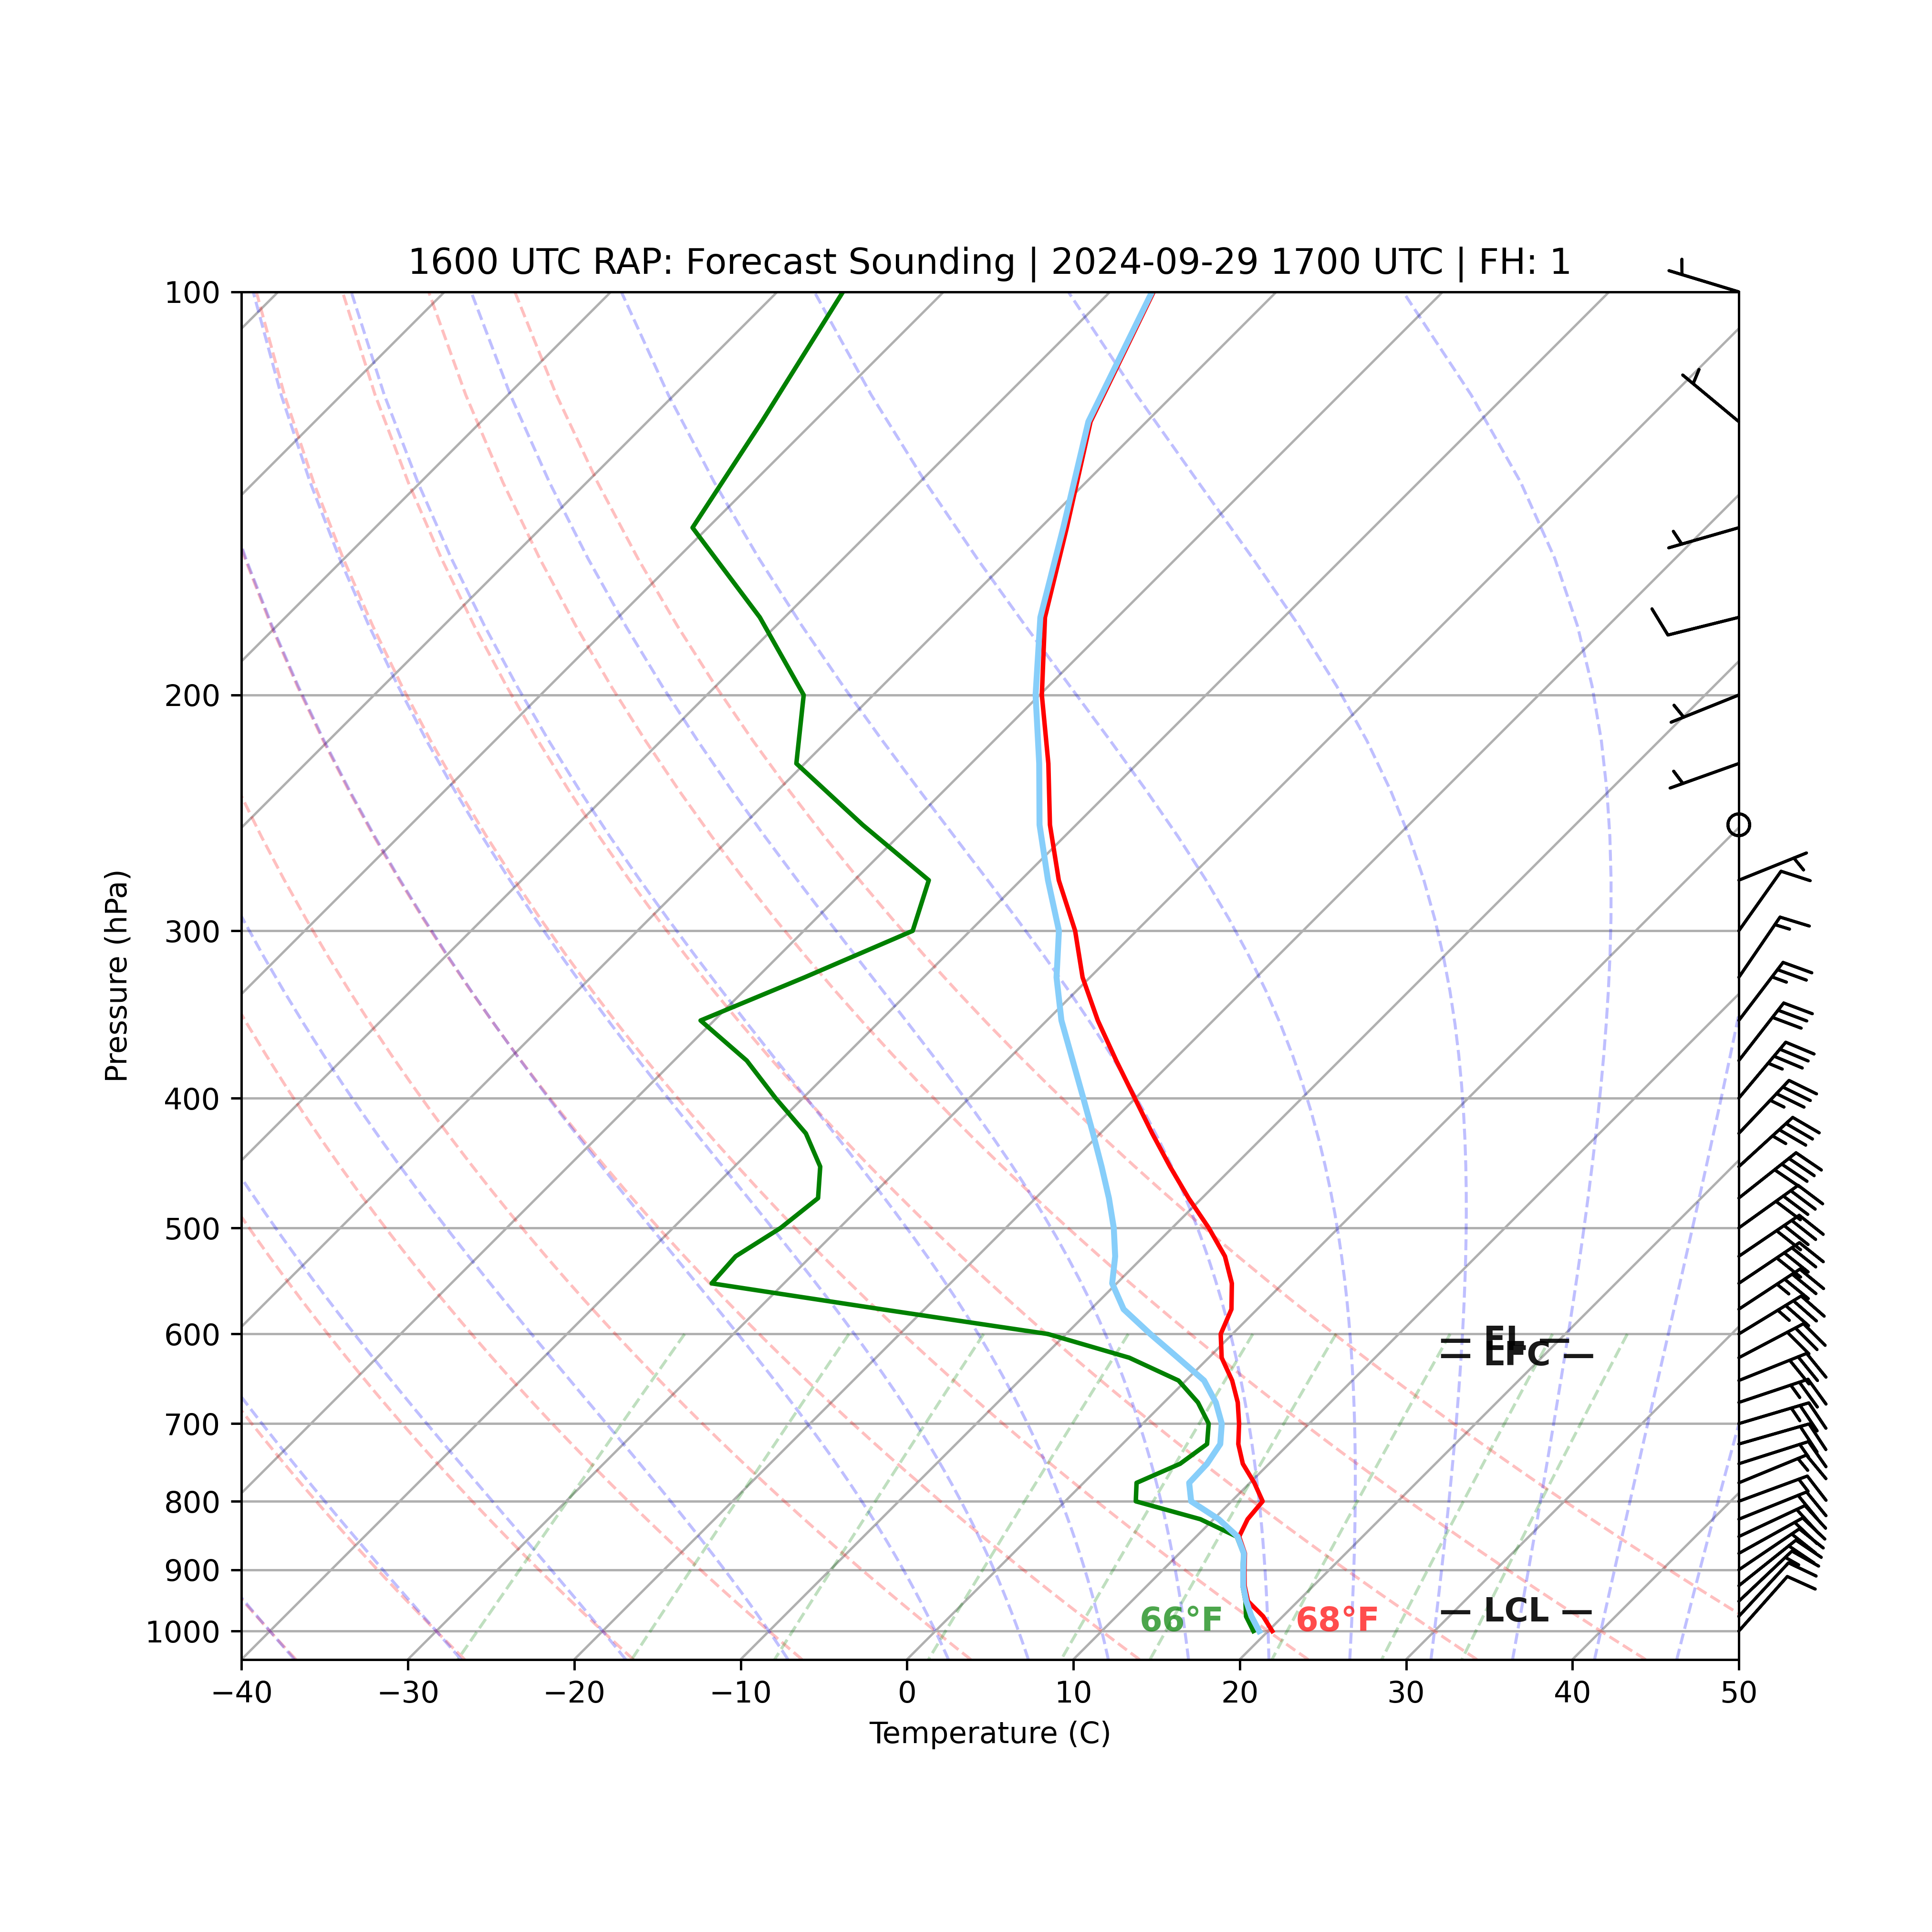 1600 UTC RAP: Forecast Sounding | 2024-09-29 1700 UTC | FH: 1
100
200
300
400
500
600
700
800
900
1000
Pressure (hPa)
— EL —
— LFC —
— LCL —
66°F 68°F
−40 −30 −20 −10 0 10 20 30 40 50
Temperature (C)